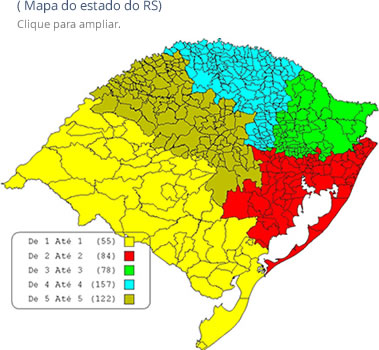 ( Mapa do estado do RS)
Clique para ampliar.
De 1 Até 1 (55)
De 2 Até 2 (84)
De 3 Até 3 (78)
De 4 Até 4 (157)
De 5 Até 5 (122)